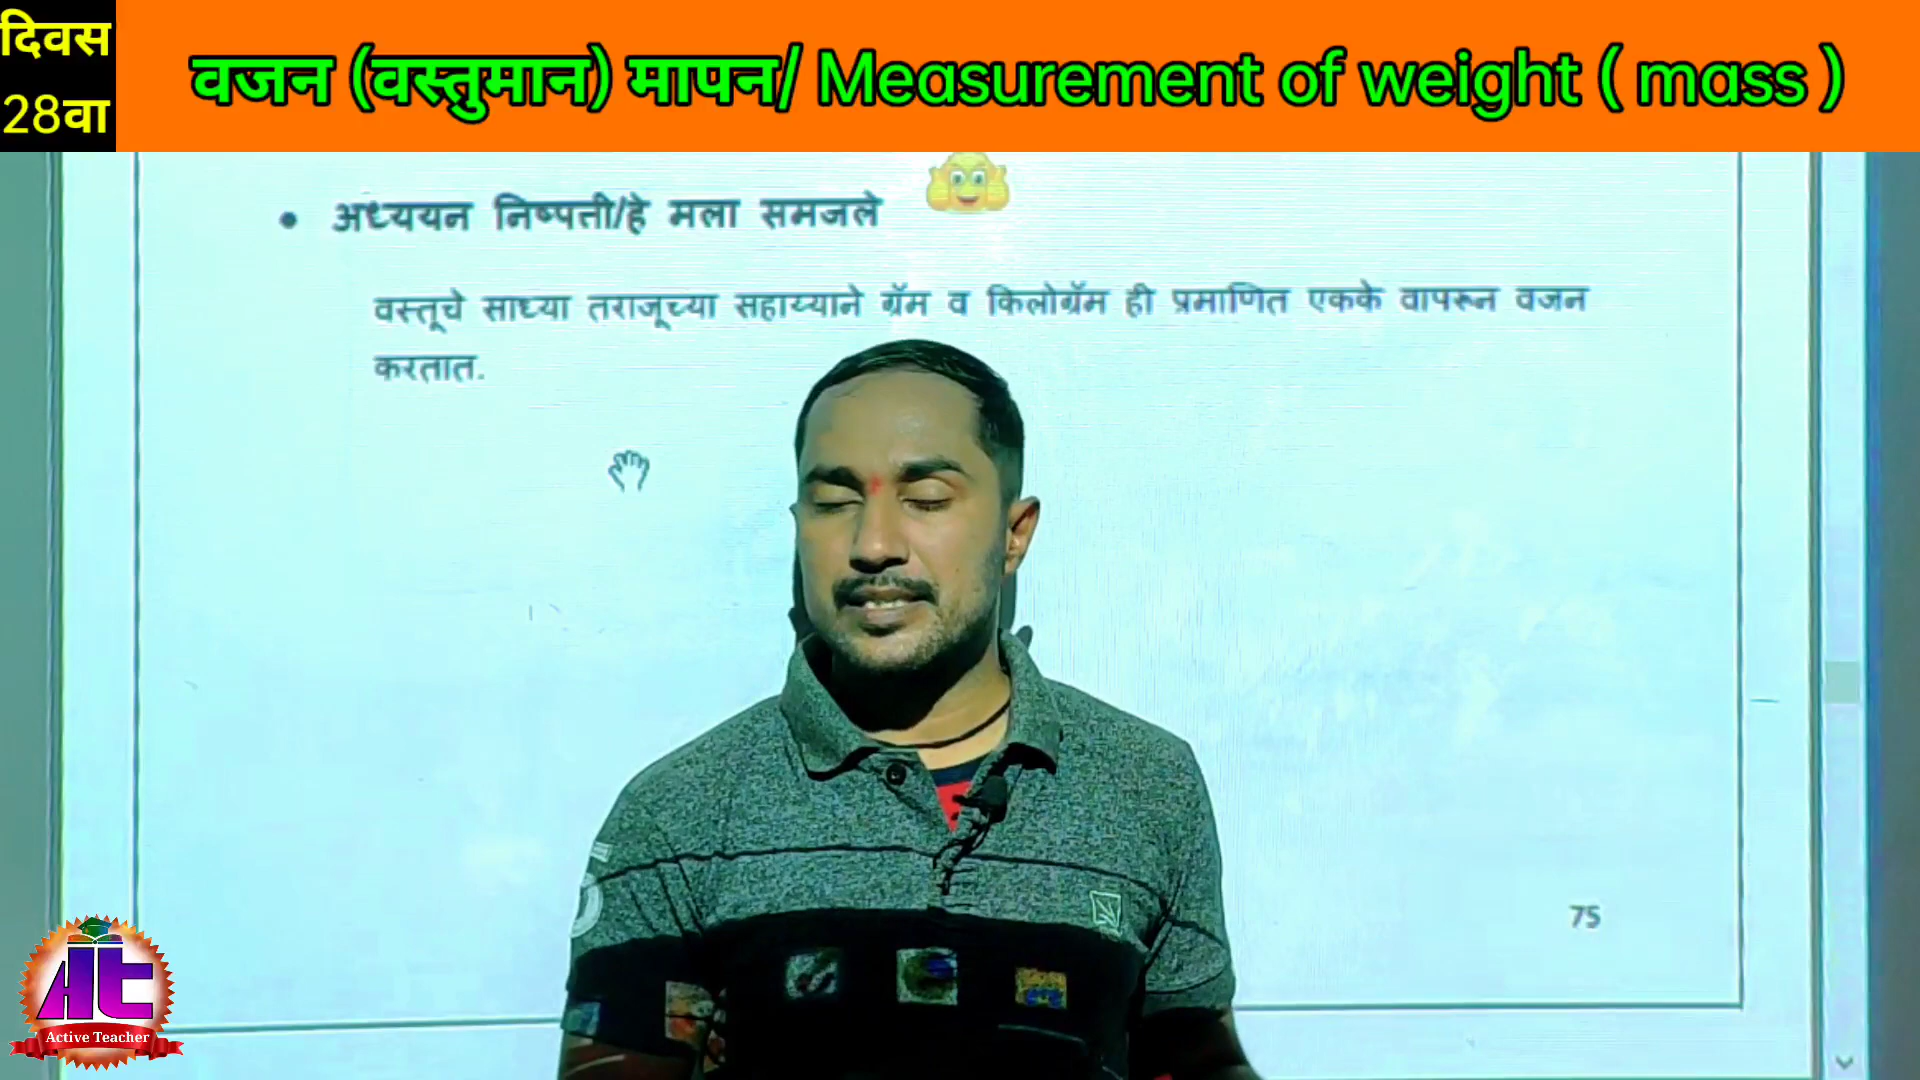 दिवस
28वा
वजन (वस्तुमान) मापन/ Measurement of weight ( mass )
• अध्ययन निष्पती/हे मला समजले
वस्तूचे साध्या तराजूच्या सहाय्याने ग्रॅम व किलोग्रॅम ही प्रमाणित एकके वापरून वजन
करतात.
75
At
Active Teacher